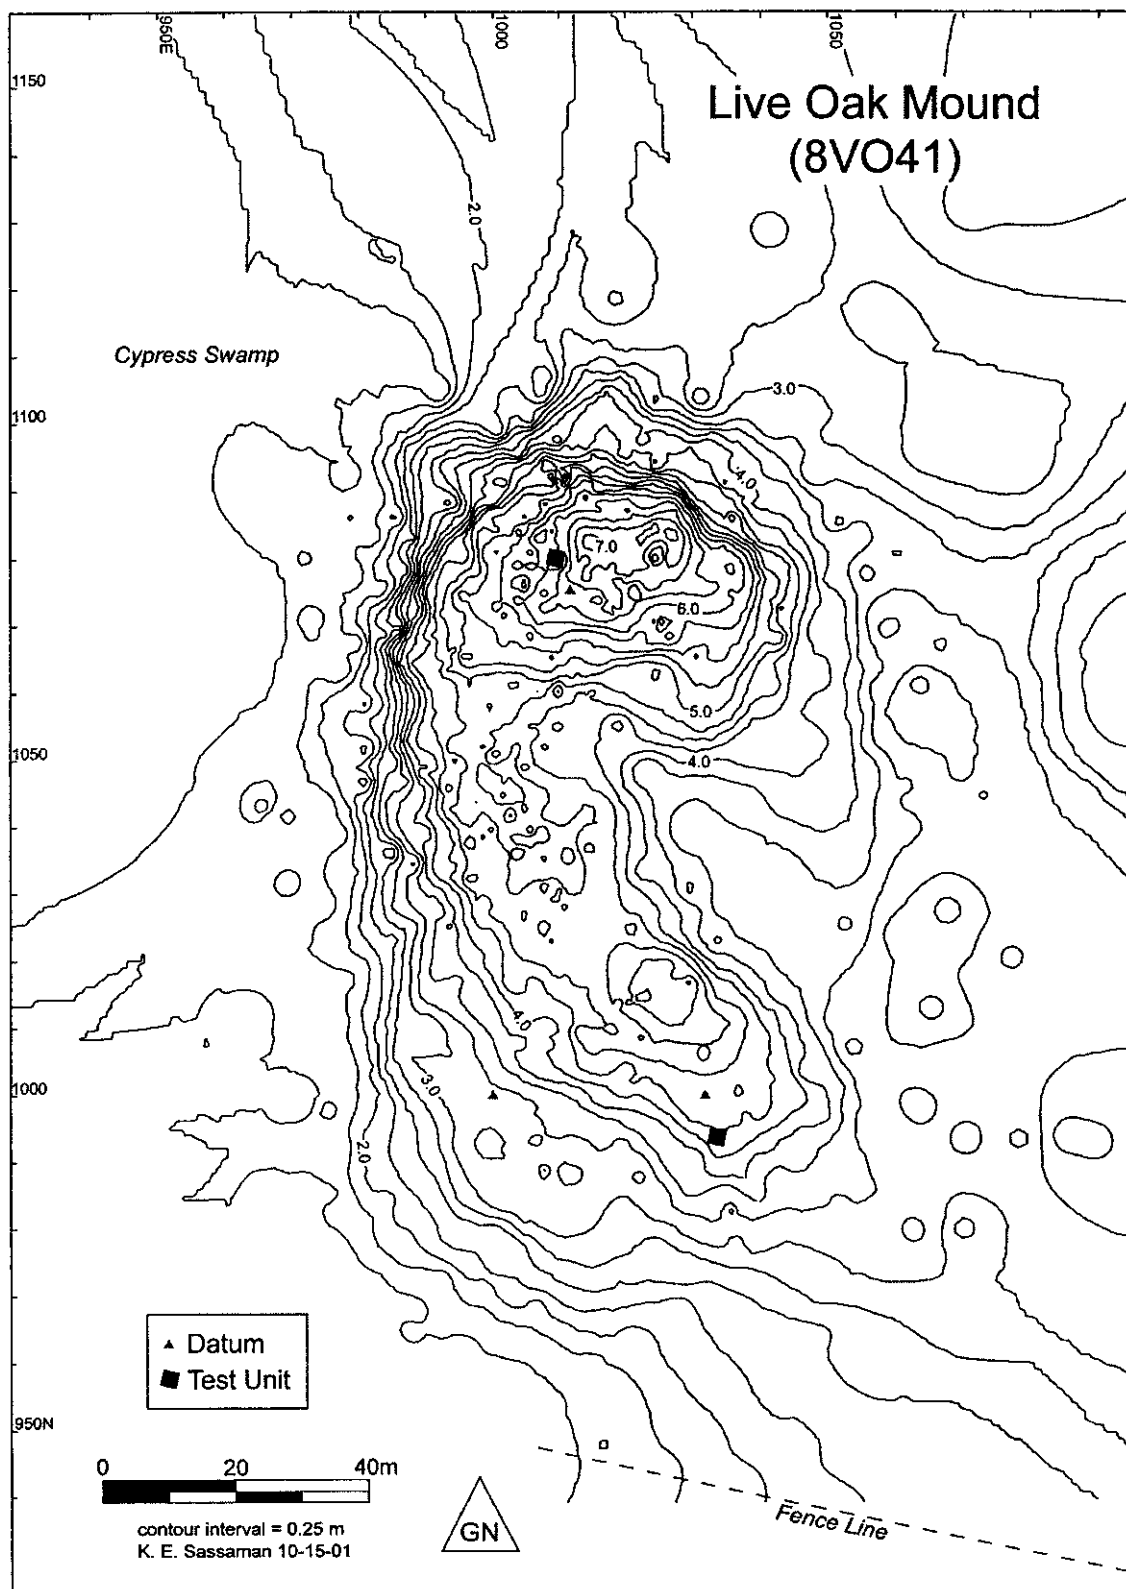 950E
1000
1050
1150
Live Oak Mound
(8VO41)
2.0
Cypress Swamp
3.0
1100
4.0
7.0
6.0
5.0
1050
4.0
4.0
1000
3.0
2.0
Datum
Test Unit
950N
0 20 40m
contour interval = 0.25 m
K. E. Sassaman 10-15-01
GN
Fence Line